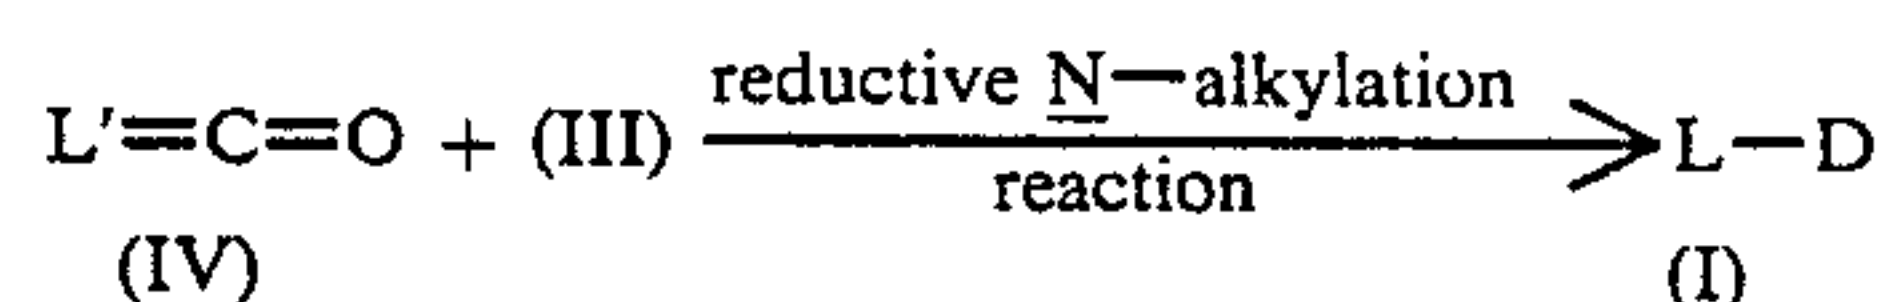 reductive N—alkylation
L'=C=O + (III) L—D
reaction
(IV) (I)